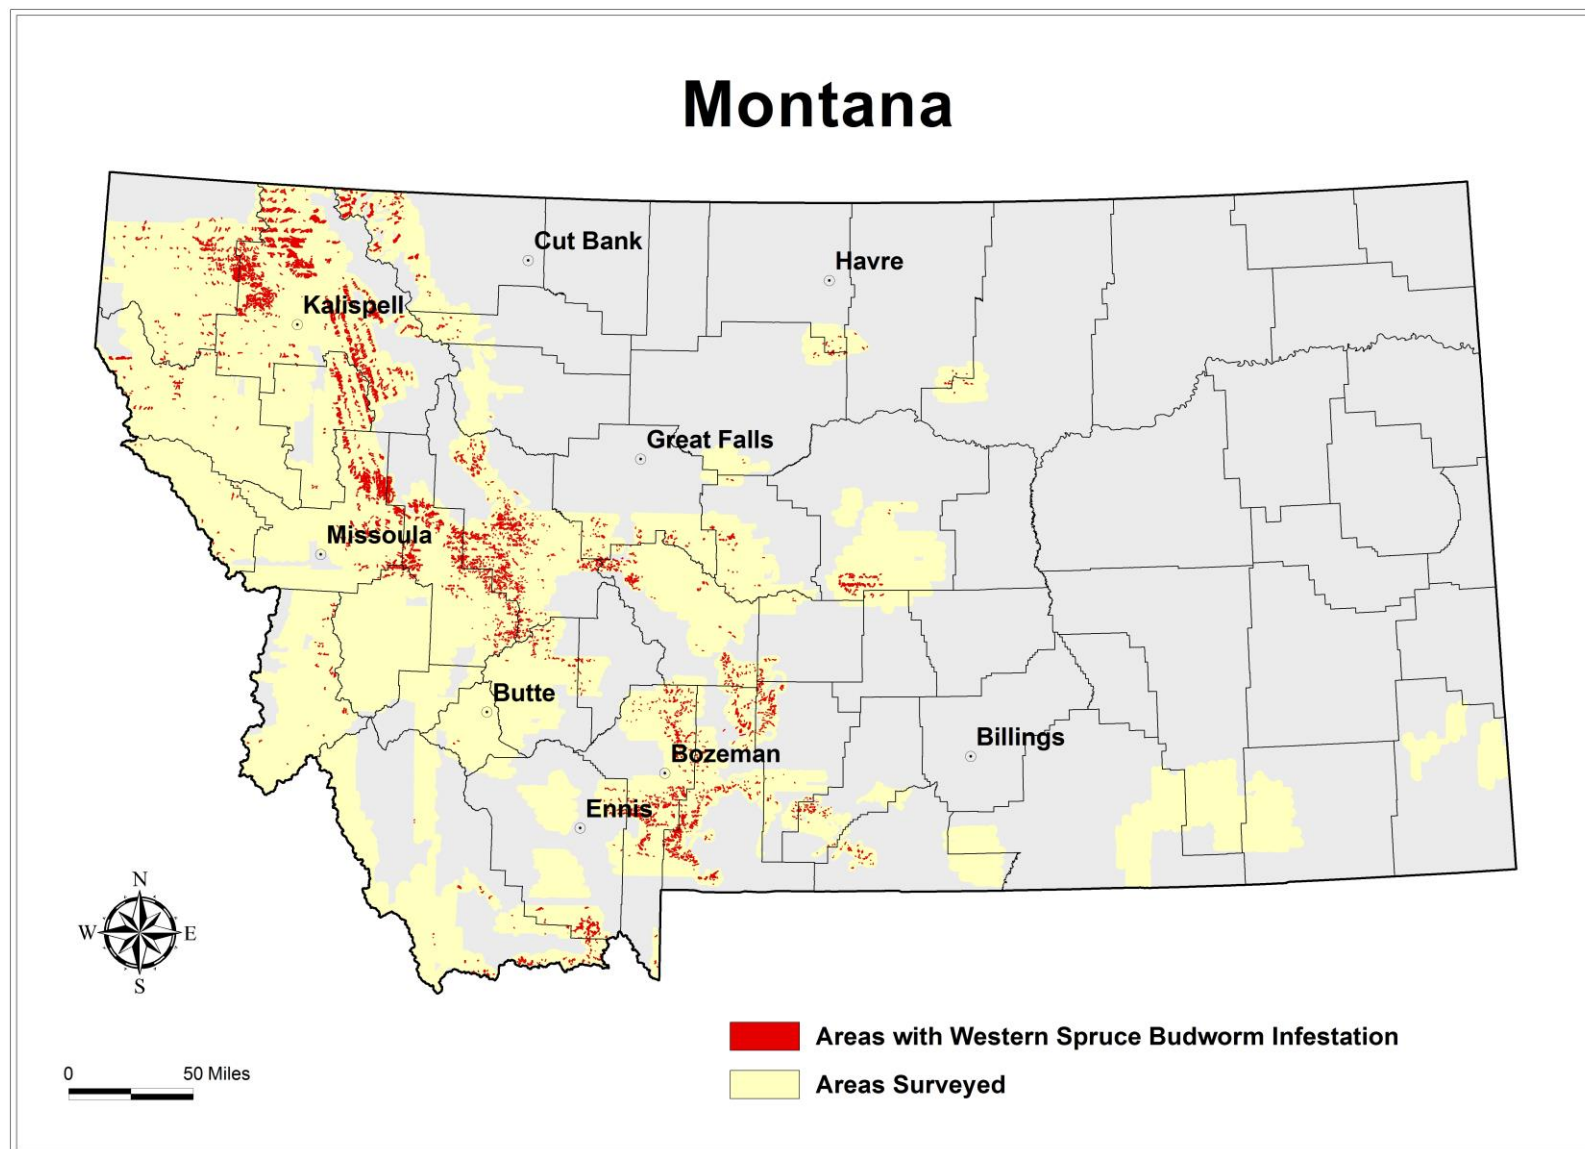 Montana
Cut Bank
Havre
Kalispell
Great Falls
Missoula
Butte
Bozeman
Billings
Ennis
N
W
E
S
Areas with Western Spruce Budworm Infestation
0
50 Miles
Areas Surveyed